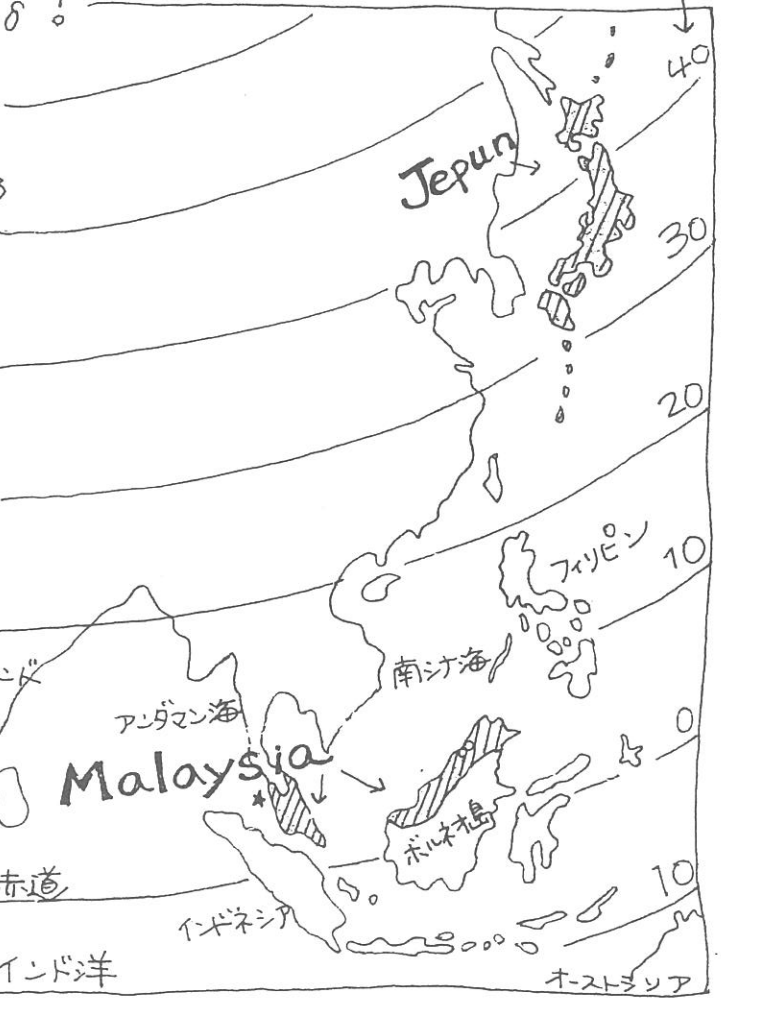 40
Jepun
30
20
フィリピン
10
南シナ海
ンド
アンダマン海
0
Malaysia
ボルネオ島
赤道
10
インドネシア
インド洋
オーストラリア